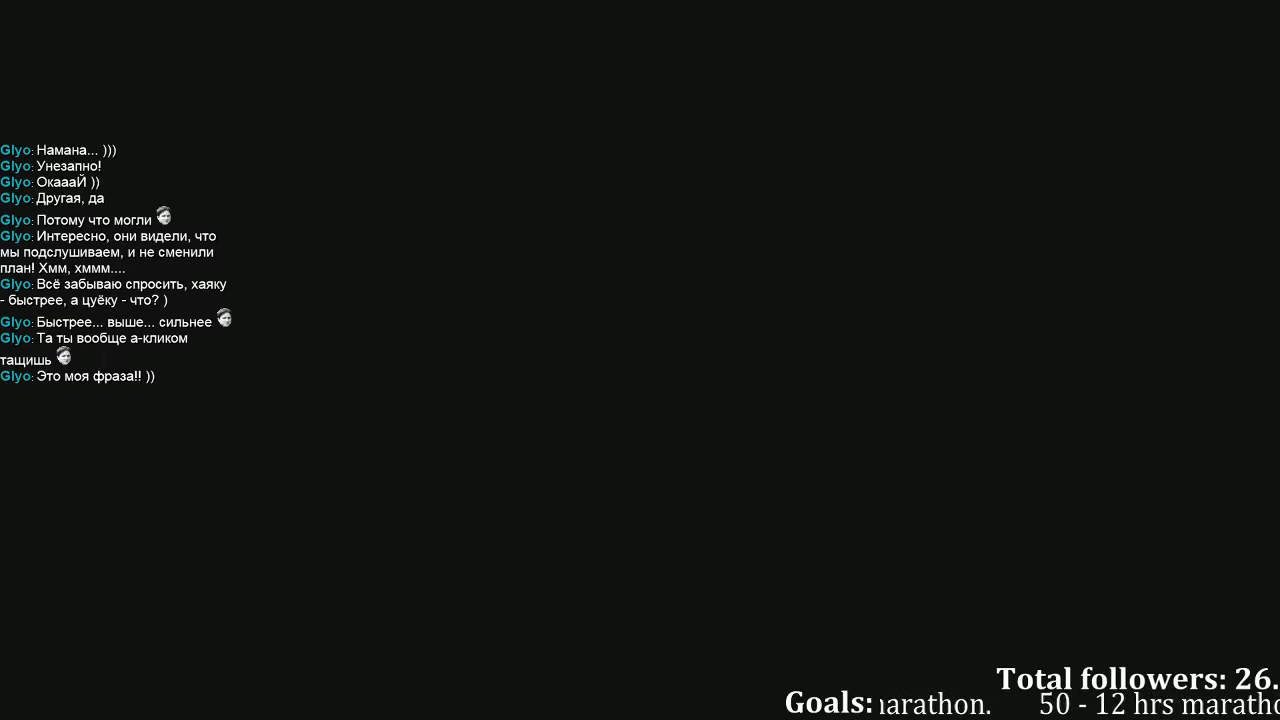 Glyo: Намана... )))
Glyo: Унезапно!
Glyo: ОкаааЙ ))
Glyo: Другая, да
Glyo: Потому что могли
Glyo: Интересно, они видели, что
мы подслушиваем, и не сменили
план! Хмм, хммм....
Glyo: Всё забываю спросить, хаяку
- быстрее, а цуёку - что? )
Glyo: Быстрее... выше... сильнее
Glyo: Та ты вообще а-кликом
тащишь
Glyo: Это моя фраза!! ))
Total followers: 26.
Goals: arathon. 50 - 12 hrs maratho